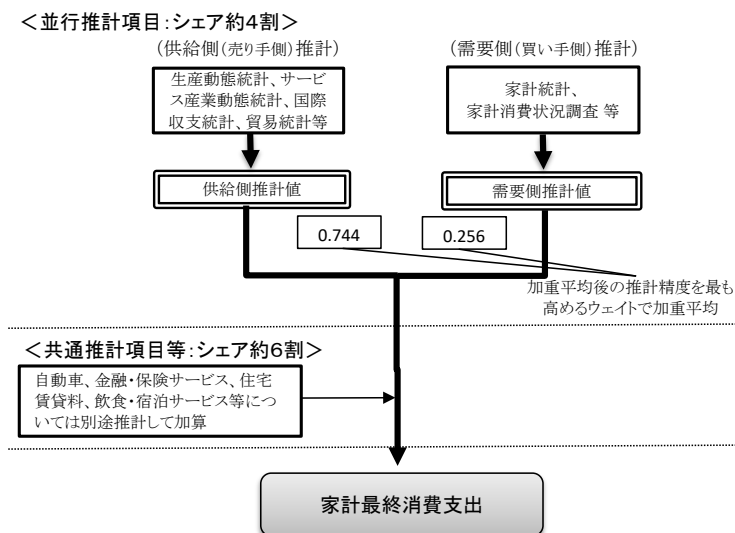 ＜並行推計項目：シェア約4割＞
（供給側（売り手側）推計）
（需要側（買い手側）推計）
生産動態統計、サービ
ス産業動態統計、国際
収支統計、貿易統計等
家計統計、
家計消費状況調査 等
供給側推計値
需要側推計値
0.744
0.256
加重平均後の推計精度を最も
高めるウェイトで加重平均
＜共通推計項目等：シェア約6割＞
自動車、金融・保険サービス、住宅
賃貸料、飲食・宿泊サービス等につ
いては別途推計して加算
家計最終消費支出